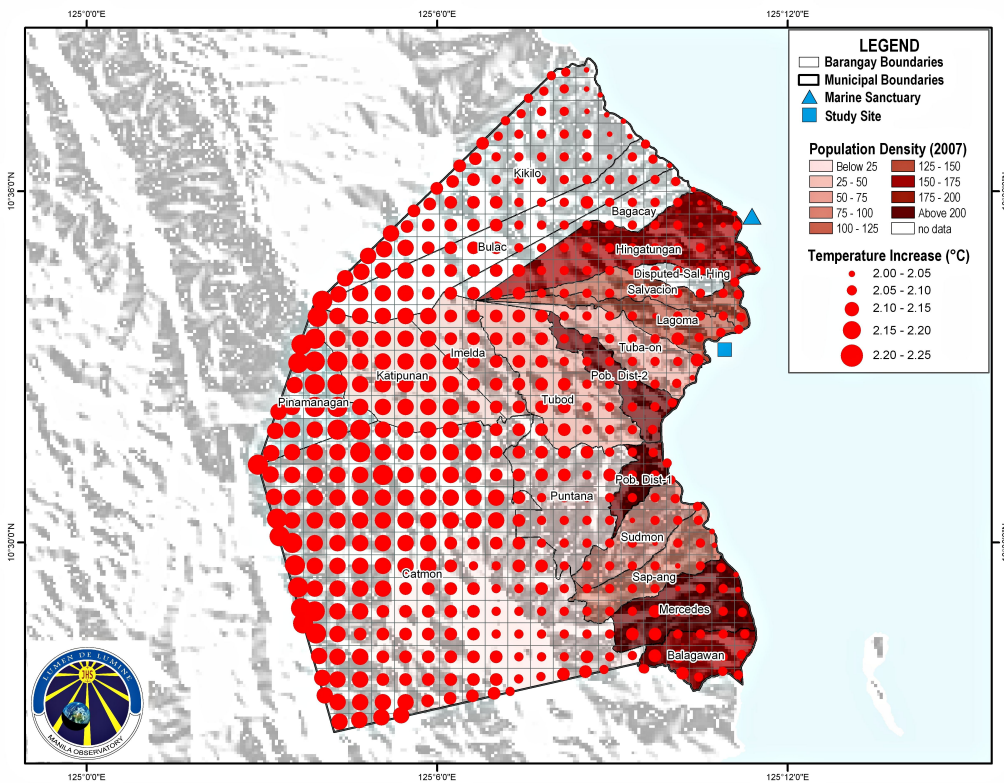 125°0'0"E 125°6'0"E 125°12'0"E
LEGEND
Barangay Boundaries
Municipal Boundaries
Marine Sanctuary
Study Site
Population Density (2007)
Below 25
25 - 50
50 - 75
75 - 100
100 - 125
125 - 150
150 - 175
175 - 200
Above 200
no data
Temperature Increase (°C)
2.00 - 2.05
2.05 - 2.10
2.10 - 2.15
2.15 - 2.20
2.20 - 2.25
10°36'0"N
Kikilo
Bagacay
Bulac
Hingatungan
Disputed-Sal, Hing
Salvacion
Lagoma
Tuba-on
Imelda
Katipunan
Pob. Dist-2
Pinamanagan
Tubod
Pob. Dist-1
Puntana
Sudmon
10°30'0"N
Catmon
Sap-ang
Mercedes
Balagawan
LUMEN DE LUMINE
JHS
MANILA OBSERVATORY
125°0'0"E 125°6'0"E 125°12'0"E